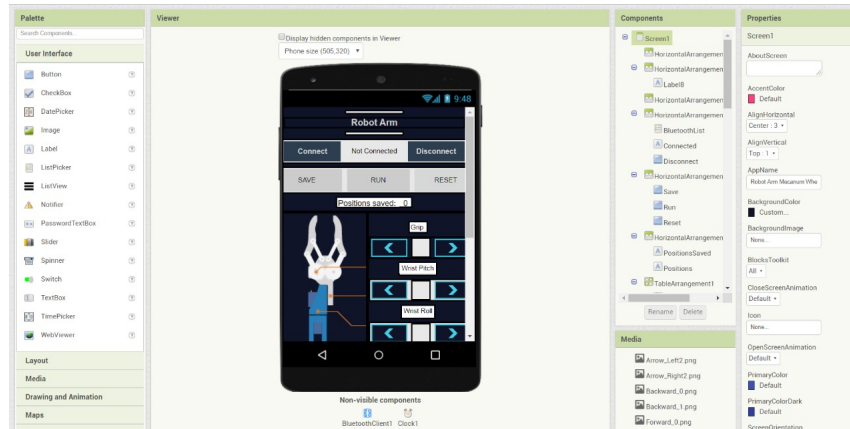 Palette
Search Components...
User Interface
Button
CheckBox
DatePicker
Image
Label
ListPicker
ListView
Notifier
PasswordTextBox
Slider
Spinner
Switch
TextBox
TimePicker
WebViewer
Layout
Media
Drawing and Animation
Maps
Viewer
Display hidden components in Viewer
Phone size (505,320)
9:48
Robot Arm
Connect Not Connected Disconnect
SAVE RUN RESET
Positions saved: 0
Grip
Wrist Pitch
Wrist Roll
Non-visible components
BluetoothClient1 Clock1
Components
Screen1
HorizontalArrangemen
HorizontalArrangemen
Label8
HorizontalArrangemen
HorizontalArrangemen
BluetoothList
Connected
Disconnect
HorizontalArrangemen
Save
Run
Reset
HorizontalArrangemen
PositionsSaved
Positions
TableArrangement1
Rename Delete
Media
Arrow_Left2.png
Arrow_Right2.png
Backward_0.png
Backward_1.png
Forward_0.png
Properties
Screen1
AboutScreen
AccentColor
Default
AlignHorizontal
Center : 3
AlignVertical
Top : 1
AppName
Robot Arm Mecanum Whe
BackgroundColor
Custom...
BackgroundImage
None...
BlocksToolkit
All
CloseScreenAnimation
Default
Icon
None...
OpenScreenAnimation
Default
PrimaryColor
Default
PrimaryColorDark
Default
ScreenOrientation